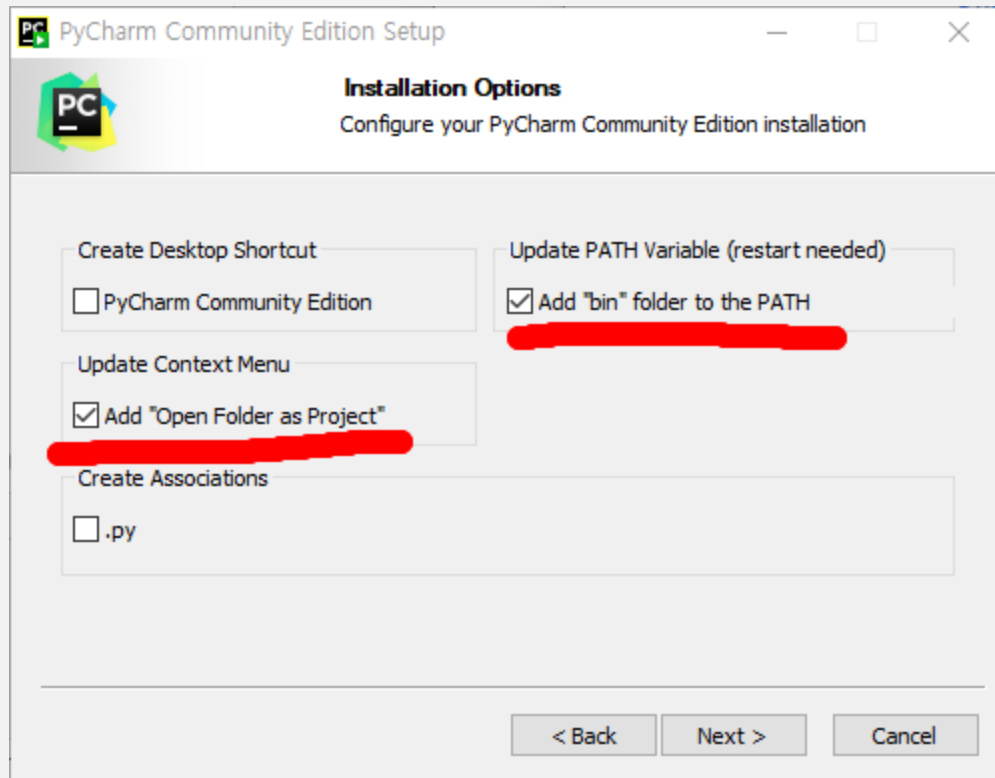 PC PyCharm Community Edition Setup
PC
Installation Options
Configure your PyCharm Community Edition installation
Create Desktop Shortcut
PyCharm Community Edition
Update PATH Variable (restart needed)
Add "bin" folder to the PATH
Update Context Menu
Add "Open Folder as Project"
Create Associations
.py
< Back
Next >
Cancel